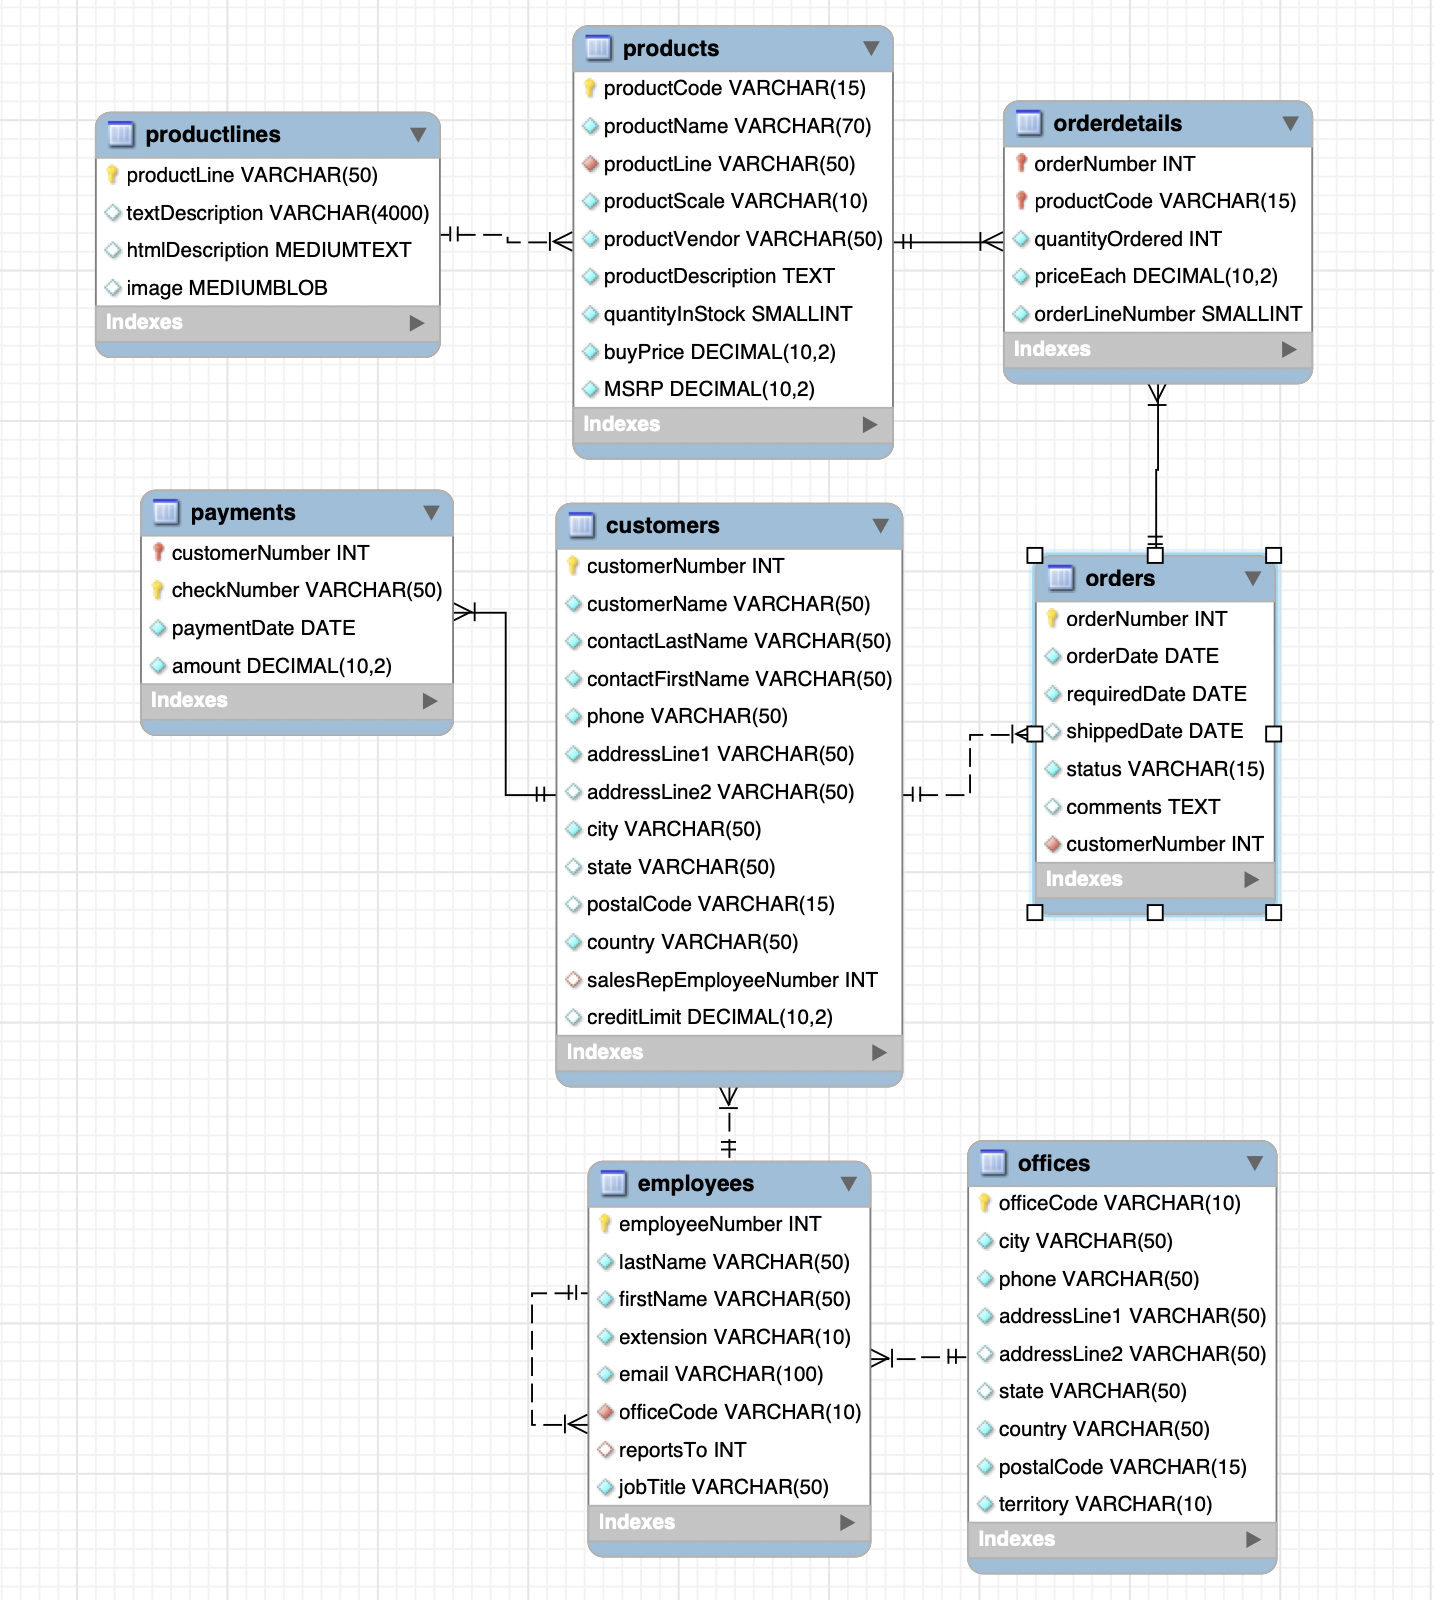 products
productCode VARCHAR(15)
productName VARCHAR(70)
productLine VARCHAR(50)
productScale VARCHAR(10)
productVendor VARCHAR(50)
productDescription TEXT
quantityInStock SMALLINT
buyPrice DECIMAL(10,2)
MSRP DECIMAL(10,2)
Indexes
productlines
productLine VARCHAR(50)
textDescription VARCHAR(4000)
htmlDescription MEDIUMTEXT
image MEDIUMBLOB
Indexes
orderdetails
orderNumber INT
productCode VARCHAR(15)
quantityOrdered INT
priceEach DECIMAL(10,2)
orderLineNumber SMALLINT
Indexes
payments
customerNumber INT
checkNumber VARCHAR(50)
paymentDate DATE
amount DECIMAL(10,2)
Indexes
customers
customerNumber INT
customerName VARCHAR(50)
contactLastName VARCHAR(50)
contactFirstName VARCHAR(50)
phone VARCHAR(50)
addressLine1 VARCHAR(50)
addressLine2 VARCHAR(50)
city VARCHAR(50)
state VARCHAR(50)
postalCode VARCHAR(15)
country VARCHAR(50)
salesRepEmployeeNumber INT
creditLimit DECIMAL(10,2)
Indexes
orders
orderNumber INT
orderDate DATE
requiredDate DATE
shippedDate DATE
status VARCHAR(15)
comments TEXT
customerNumber INT
Indexes
employees
employeeNumber INT
lastName VARCHAR(50)
firstName VARCHAR(50)
extension VARCHAR(10)
email VARCHAR(100)
officeCode VARCHAR(10)
reportsTo INT
jobTitle VARCHAR(50)
Indexes
offices
officeCode VARCHAR(10)
city VARCHAR(50)
phone VARCHAR(50)
addressLine1 VARCHAR(50)
addressLine2 VARCHAR(50)
state VARCHAR(50)
country VARCHAR(50)
postalCode VARCHAR(15)
territory VARCHAR(10)
Indexes